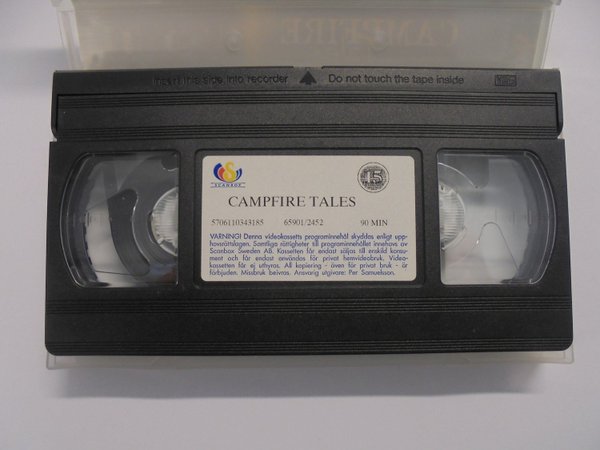 CAMPFIRE
Insert this side into recorder Do not touch the tape inside
SCANBOX 15
CAMPFIRE TALES
5706110343185 65901/2452 90 MIN
VARNING! Denna videokassetts programinnehåll skyddas enligt upp-
hovsrättslagen. Samtliga rättigheter till programinnehållet innehavs av
Scanbox Sweden AB. Kassetten får endast säljas till enskild konsu-
ment och får endast användas för privat hemvideobruk. Video-
kassetten får ej uthyras. All kopiering - även för privat bruk - är
förbjuden. Missbruk beivras. Ansvarig utgivare: Per Samuelsson.